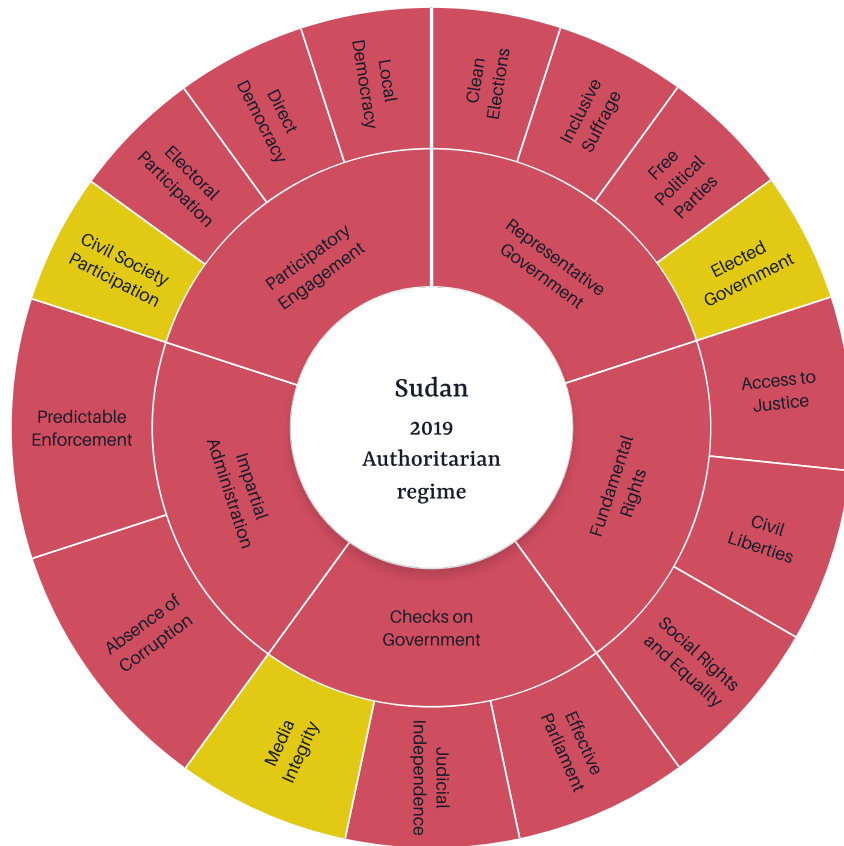 Sudan
2019
Authoritarian
regime
Representative
Government
Fundamental
Rights
Checks on
Government
Impartial
Administration
Participatory
Engagement
Clean
Elections
Inclusive
Suffrage
Free
Political
Parties
Elected
Government
Access to
Justice
Civil
Liberties
Social Rights
and Equality
Effective
Parliament
Judicial
Independence
Media
Integrity
Absence of
Corruption
Predictable
Enforcement
Civil Society
Participation
Electoral
Participation
Direct
Democracy
Local
Democracy